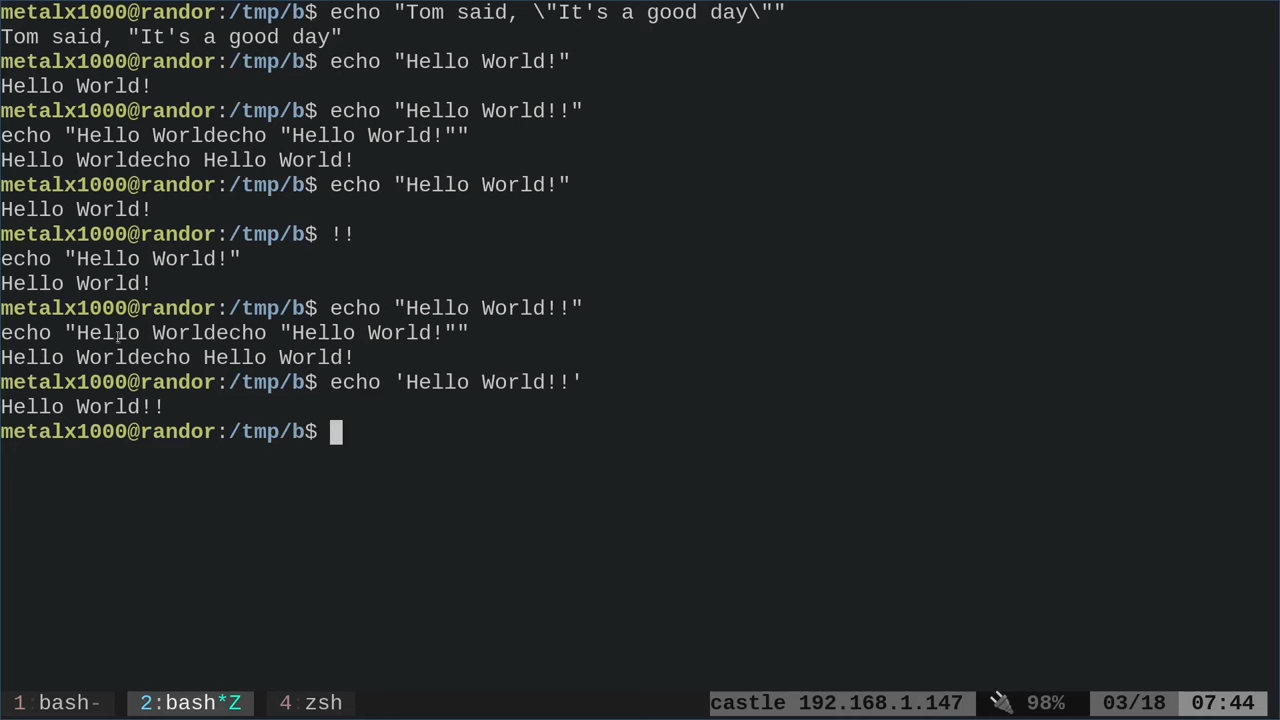 metalx1000@randor:/tmp/b$ echo "Tom said, \"It's a good day\""
Tom said, "It's a good day"
metalx1000@randor:/tmp/b$ echo "Hello World!"
Hello World!
metalx1000@randor:/tmp/b$ echo "Hello World!!"
echo "Hello Worldecho "Hello World!""
Hello Worldecho Hello World!
metalx1000@randor:/tmp/b$ echo "Hello World!"
Hello World!
metalx1000@randor:/tmp/b$ !!
echo "Hello World!"
Hello World!
metalx1000@randor:/tmp/b$ echo "Hello World!!"
echo "Hello Worldecho "Hello World!""
Hello Worldecho Hello World!
metalx1000@randor:/tmp/b$ echo 'Hello World!!'
Hello World!!
metalx1000@randor:/tmp/b$
1:bash- 2:bash*Z 4:zsh castle 192.168.1.147 🔌 98% 03/18 07:44